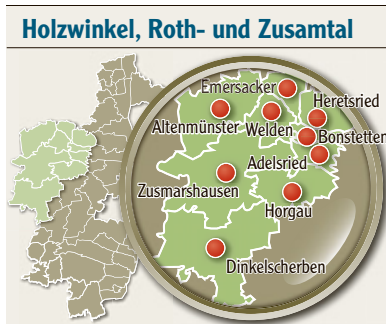 Holzwinkel, Roth- und Zusamtal
Emersacker
Heretsried
Altenmünster
Welden
Bonstetten
Adelsried
Zusmarshausen
Horgau
Dinkelscherben